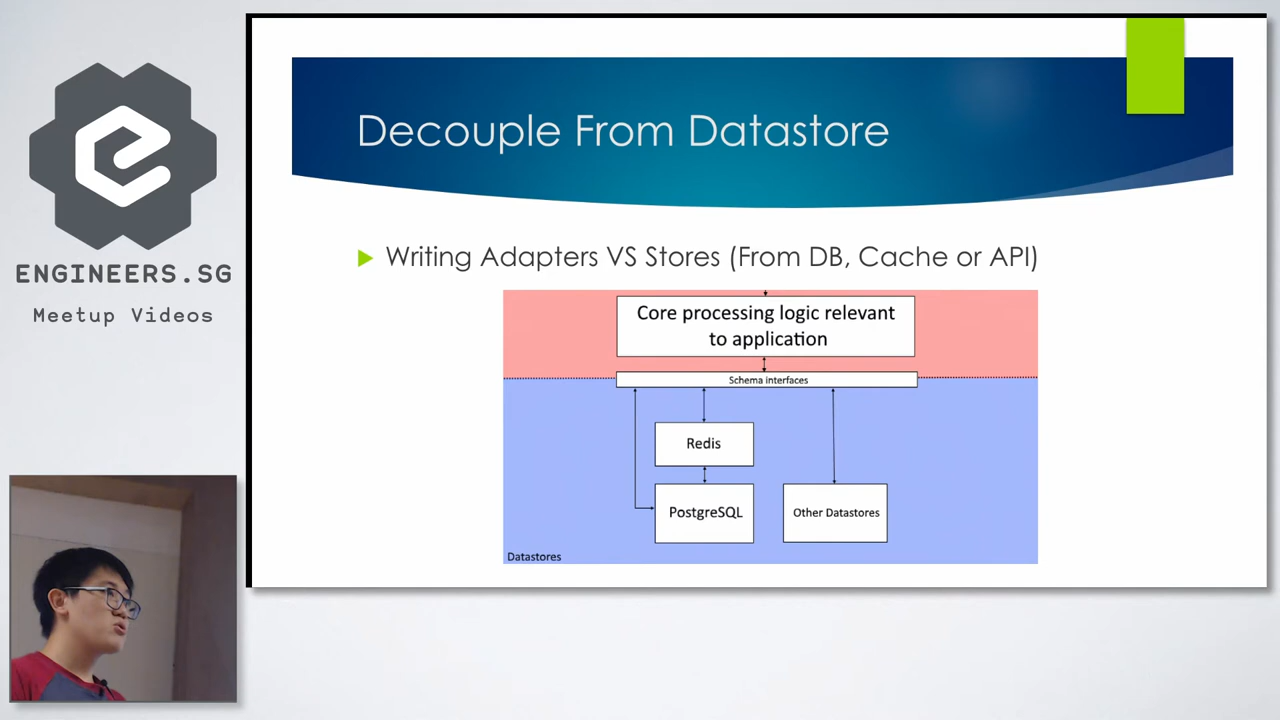 ENGINEERS.SG
Meetup Videos
Decouple From Datastore
Writing Adapters VS Stores (From DB, Cache or API)
Core processing logic relevant
to application
Schema interfaces
Redis
PostgreSQL
Other Datastores
Datastores